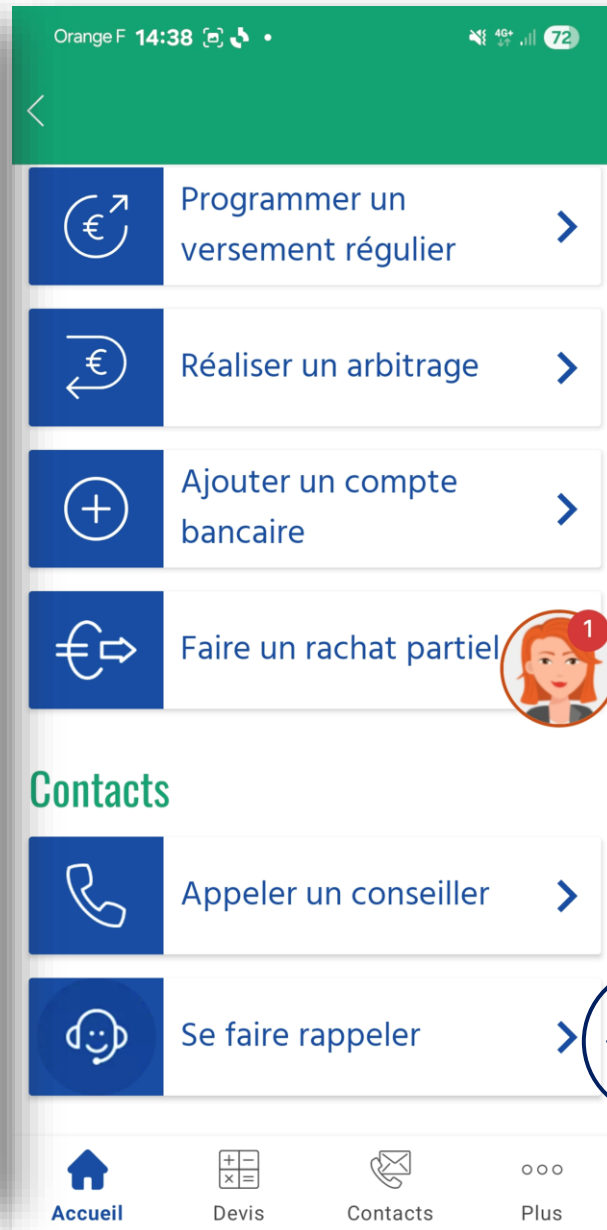 Orange F 14:38 4G+ 72
Programmer un
versement régulier
Réaliser un arbitrage
Ajouter un compte
bancaire
Faire un rachat partiel
1
Contacts
Appeler un conseiller
Se faire rappeler
Accueil Devis Contacts Plus